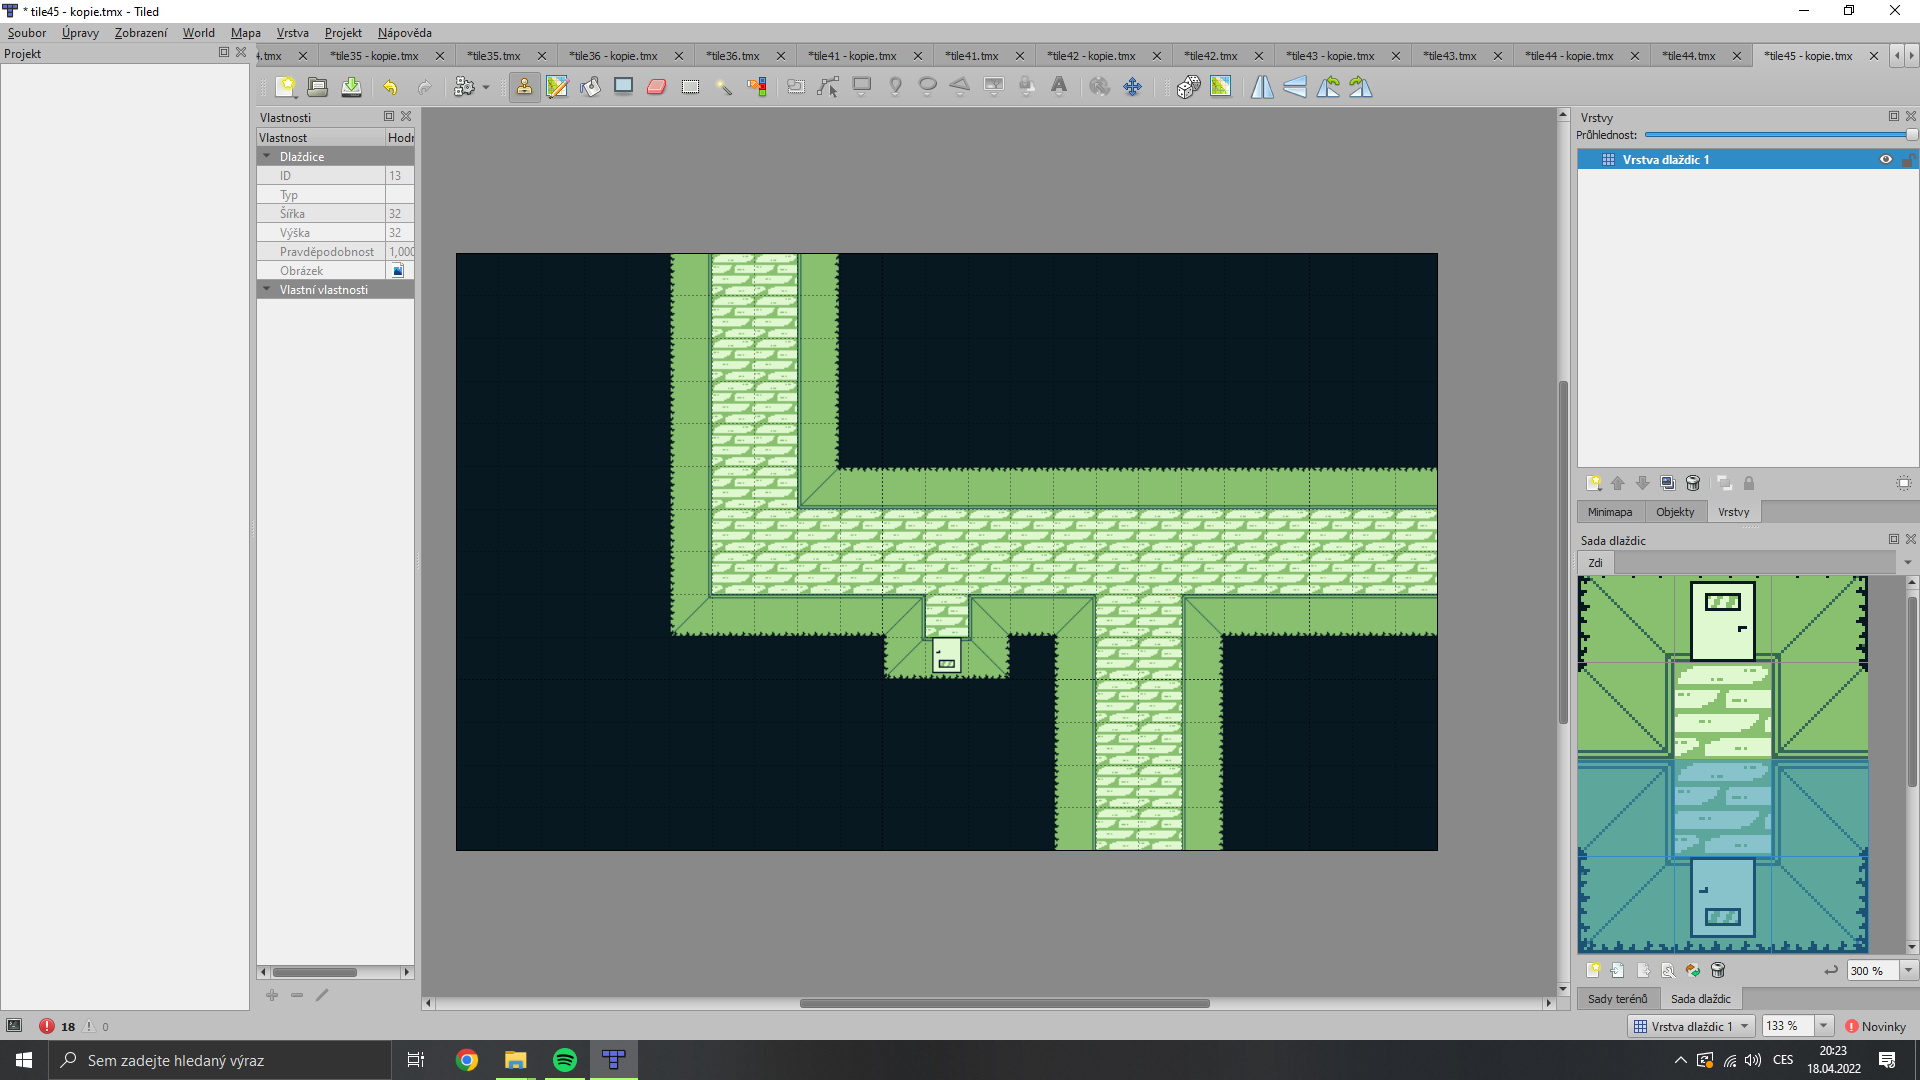 * tile45 - kopie.tmx - Tiled
Soubor Úpravy Zobrazení World Mapa Vrstva Projekt Nápověda
Projekt
4.tmx *tile35 - kopie.tmx *tile35.tmx *tile36 - kopie.tmx *tile36.tmx *tile41 - kopie.tmx *tile41.tmx *tile42 - kopie.tmx *tile42.tmx *tile43 - kopie.tmx *tile43.tmx *tile44 - kopie.tmx *tile44.tmx *tile45 - kopie.tmx
Vlastnosti
Vlastnost Hodr
Dlaždice
ID 13
Typ
Šířka 32
Výška 32
Pravděpodobnost 1,000
Obrázek
Vlastní vlastnosti
Vrstvy
Průhlednost:
Vrstva dlaždic 1
Minimapa Objekty Vrstvy
Sada dlaždic
Zdi
300 %
Sady terénů Sada dlaždic
18 0
Vrstva dlaždic 1 133 % Novinky
Sem zadejte hledaný výraz
CES
20:23
18.04.2022